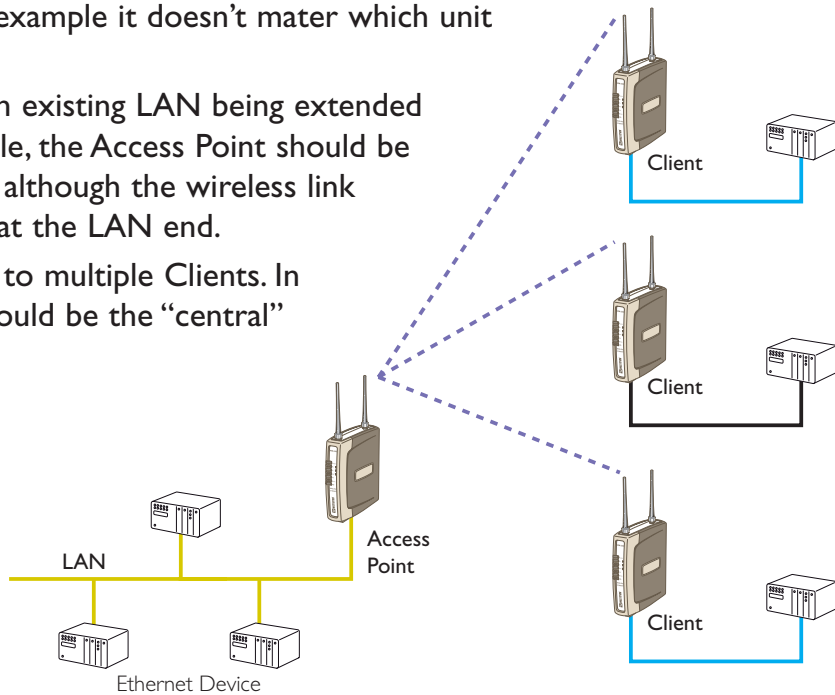 example it doesn't mater which unit
n existing LAN being extended
le, the Access Point should be
although the wireless link
at the LAN end.
to multiple Clients. In
ould be the “central”
Client
Client
Access
Point
LAN
Client
Ethernet Device